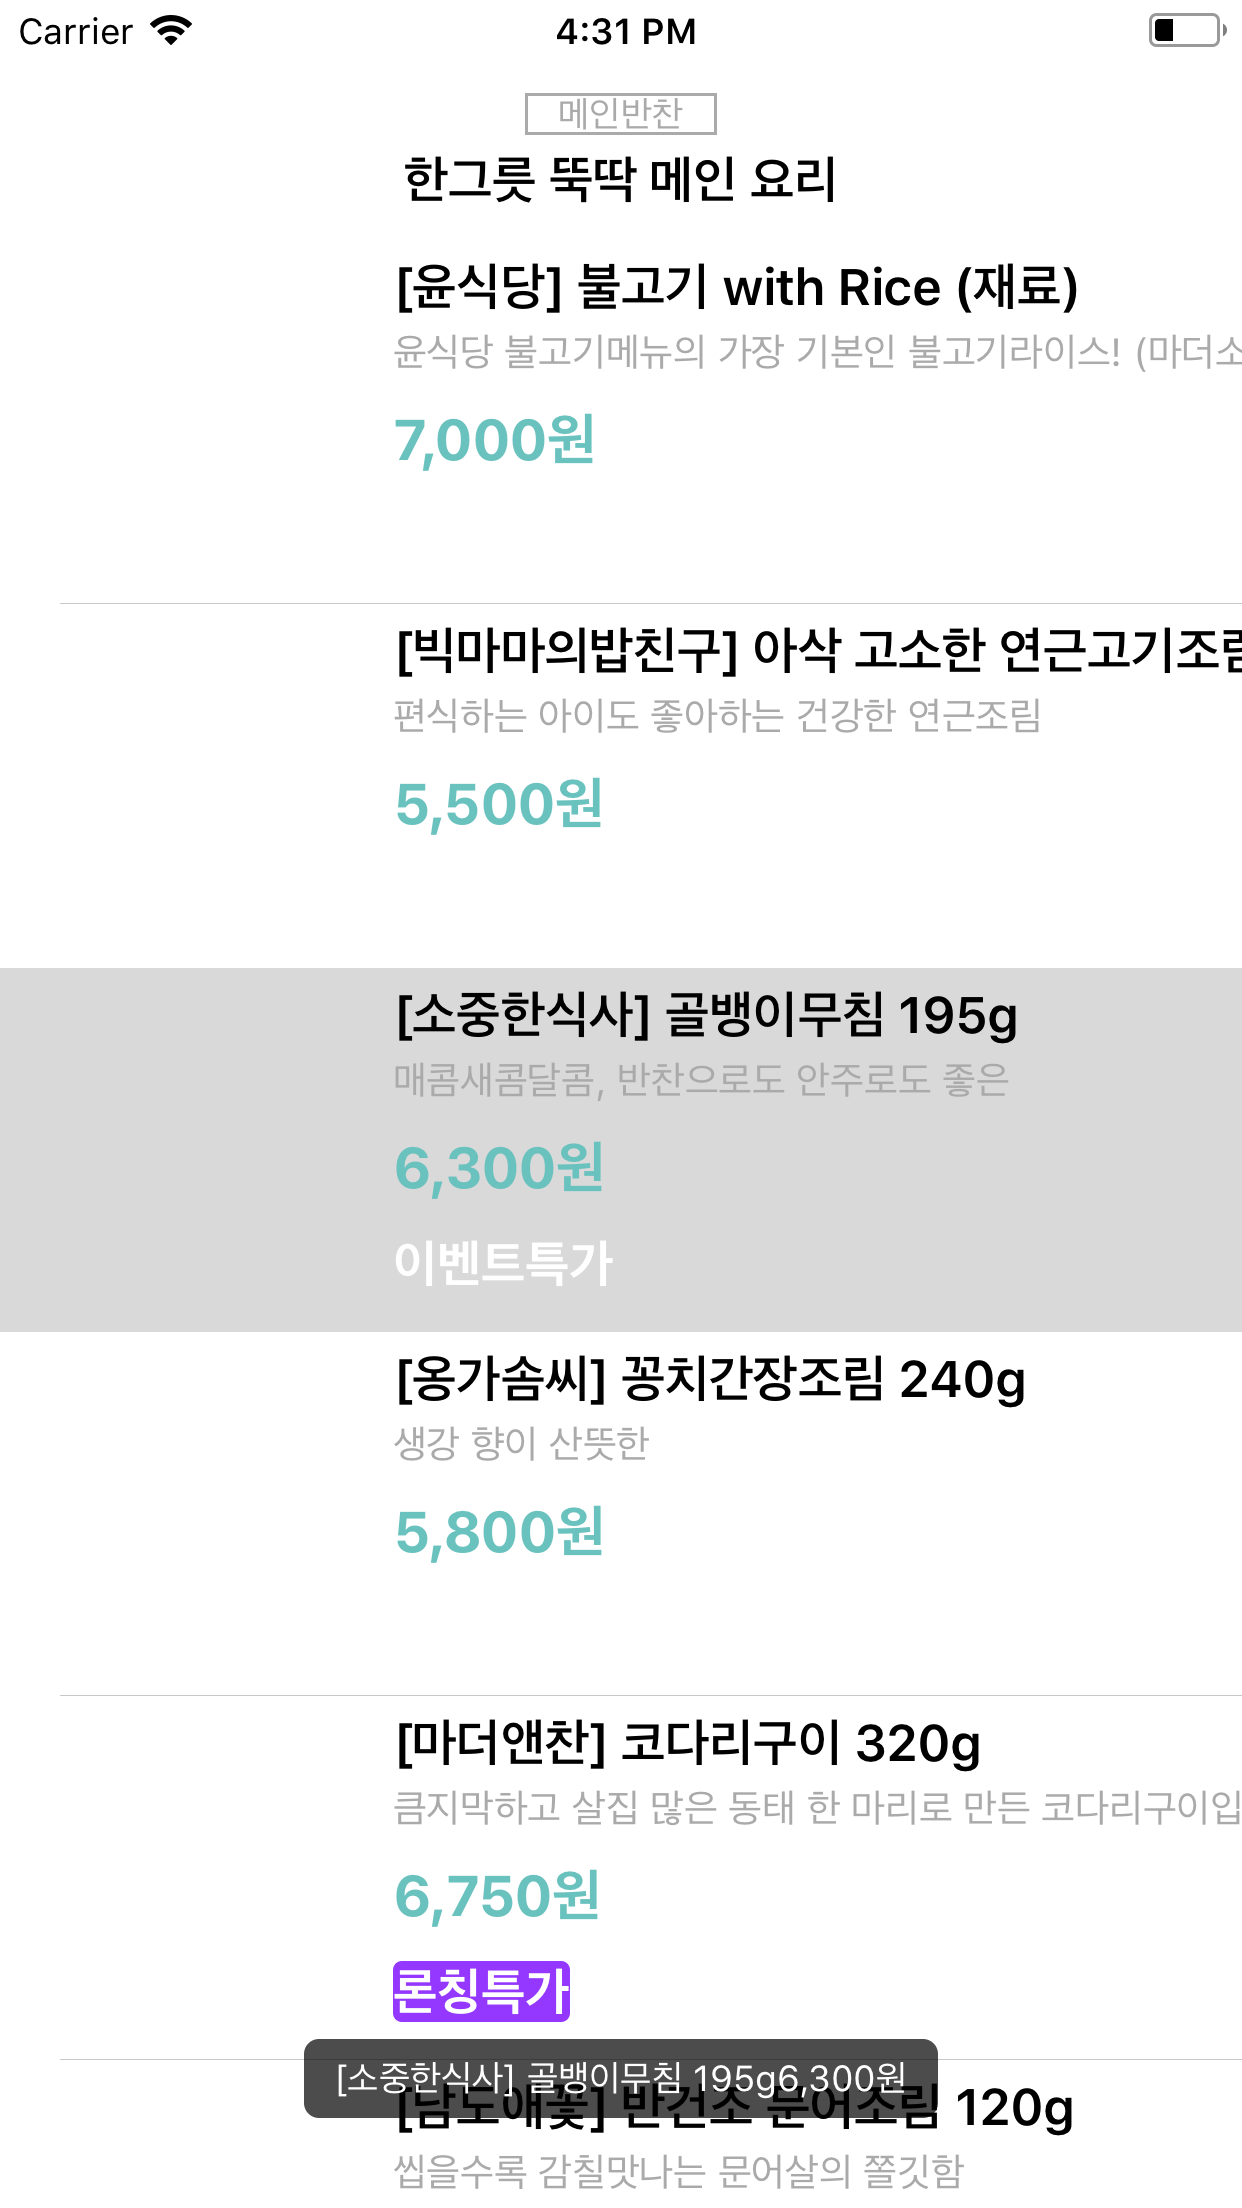 Carrier 4:31 PM
메인반찬
한그릇 뚝딱 메인 요리
[윤식당] 불고기 with Rice (재료)
윤식당 불고기메뉴의 가장 기본인 불고기라이스! (마더소
7,000원
[빅마마의밥친구] 아삭 고소한 연근고기조림
편식하는 아이도 좋아하는 건강한 연근조림
5,500원
[소중한식사] 골뱅이무침 195g
매콤새콤달콤, 반찬으로도 안주로도 좋은
6,300원
이벤트특가
[옹가솜씨] 꽁치간장조림 240g
생강 향이 산뜻한
5,800원
[마더앤찬] 코다리구이 320g
큼지막하고 살집 많은 동태 한 마리로 만든 코다리구이입
6,750원
론칭특가
[소중한식사] 골뱅이무침 195g6,300원
[남도애꽃] 반건조 문어조림 120g
씹을수록 감칠맛나는 문어살의 쫄깃함